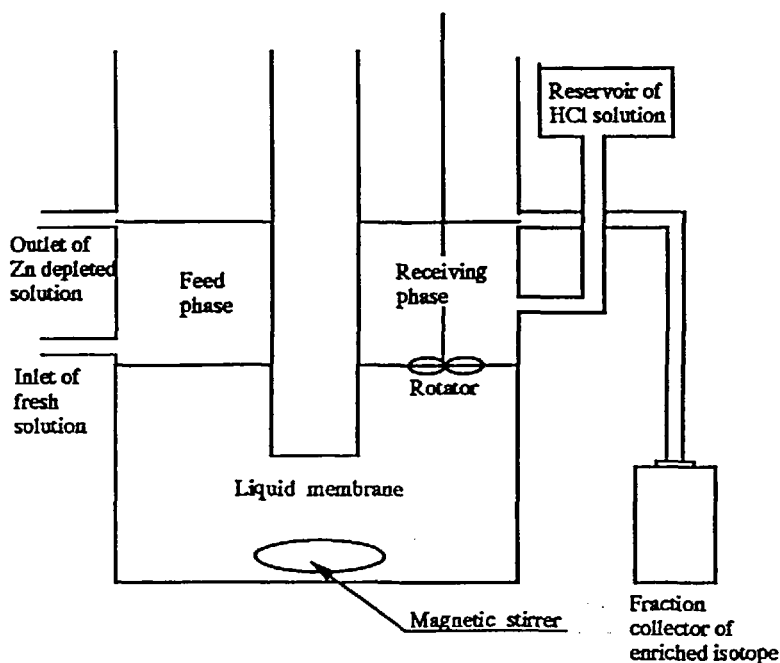 Reservoir of
HCl solution
Outlet of
Zn depleted
solution
Feed
phase
Receiving
phase
Inlet of
fresh
solution
Rotator
Liquid membrane
Magnetic stirrer
Fraction
collector of
enriched isotope